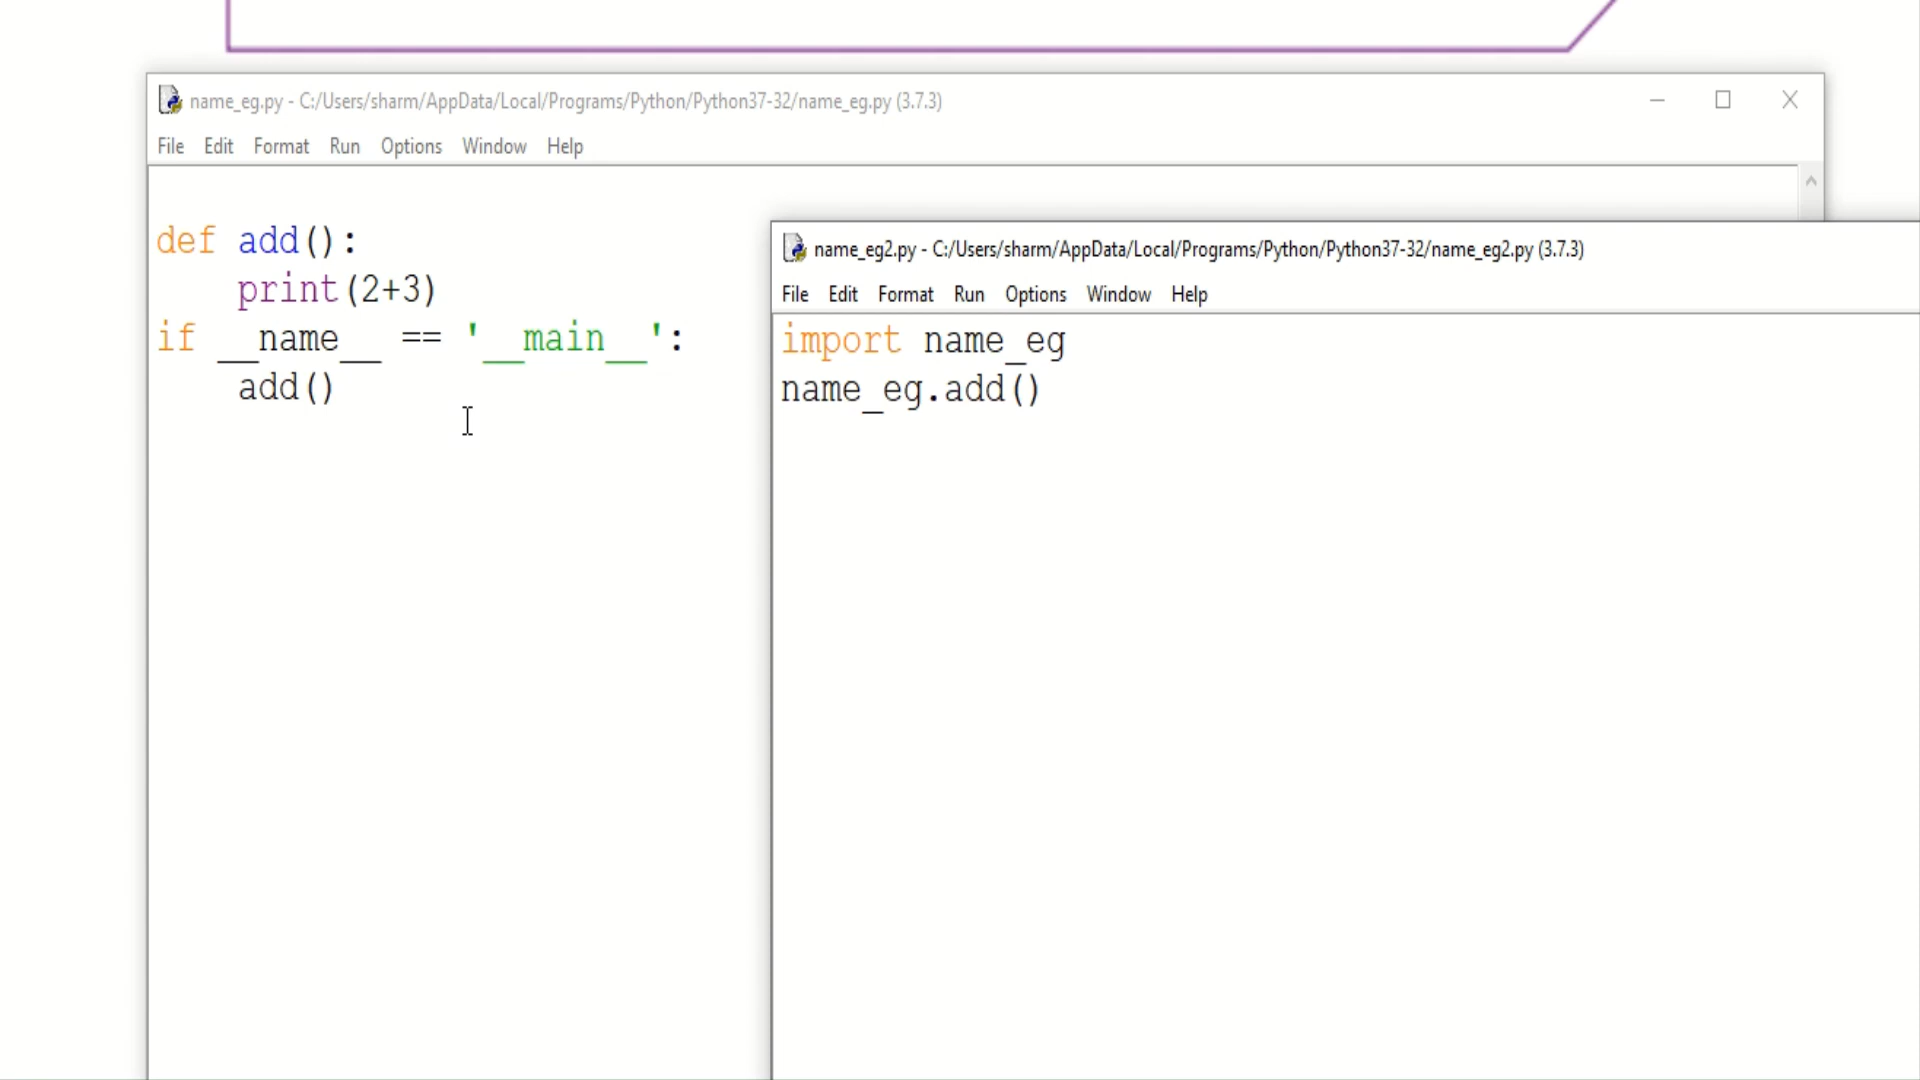 name_eg.py - C:/Users/sharm/AppData/Local/Programs/Python/Python37-32/name_eg.py (3.7.3)
File Edit Format Run Options Window Help
def add():
    print(2+3)
if __name__ == '__main__':
    add()
name_eg2.py - C:/Users/sharm/AppData/Local/Programs/Python/Python37-32/name_eg2.py (3.7.3)
File Edit Format Run Options Window Help
import name_eg
name_eg.add()